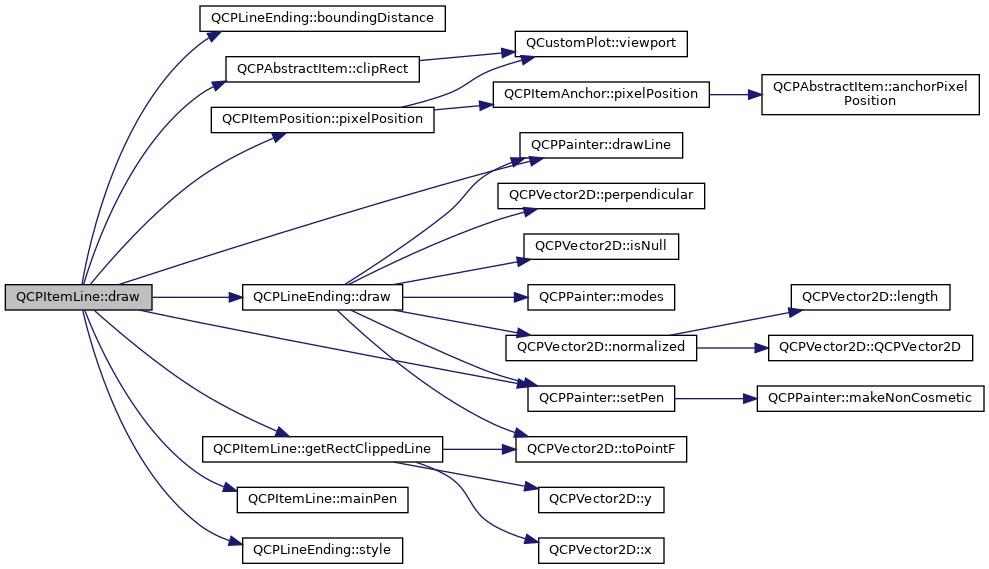 QCPLineEnding::boundingDistance
QCustomPlot::viewport
QCPAbstractItem::clipRect
QCPItemAnchor::pixelPosition
QCPAbstractItem::anchorPixel
Position
QCPItemPosition::pixelPosition
QCPPainter::drawLine
QCPVector2D::perpendicular
QCPVector2D::isNull
QCPItemLine::draw
QCPLineEnding::draw
QCPPainter::modes
QCPVector2D::length
QCPVector2D::normalized
QCPVector2D::QCPVector2D
QCPPainter::setPen
QCPPainter::makeNonCosmetic
QCPItemLine::getRectClippedLine
QCPVector2D::toPointF
QCPItemLine::mainPen
QCPVector2D::y
QCPLineEnding::style
QCPVector2D::x